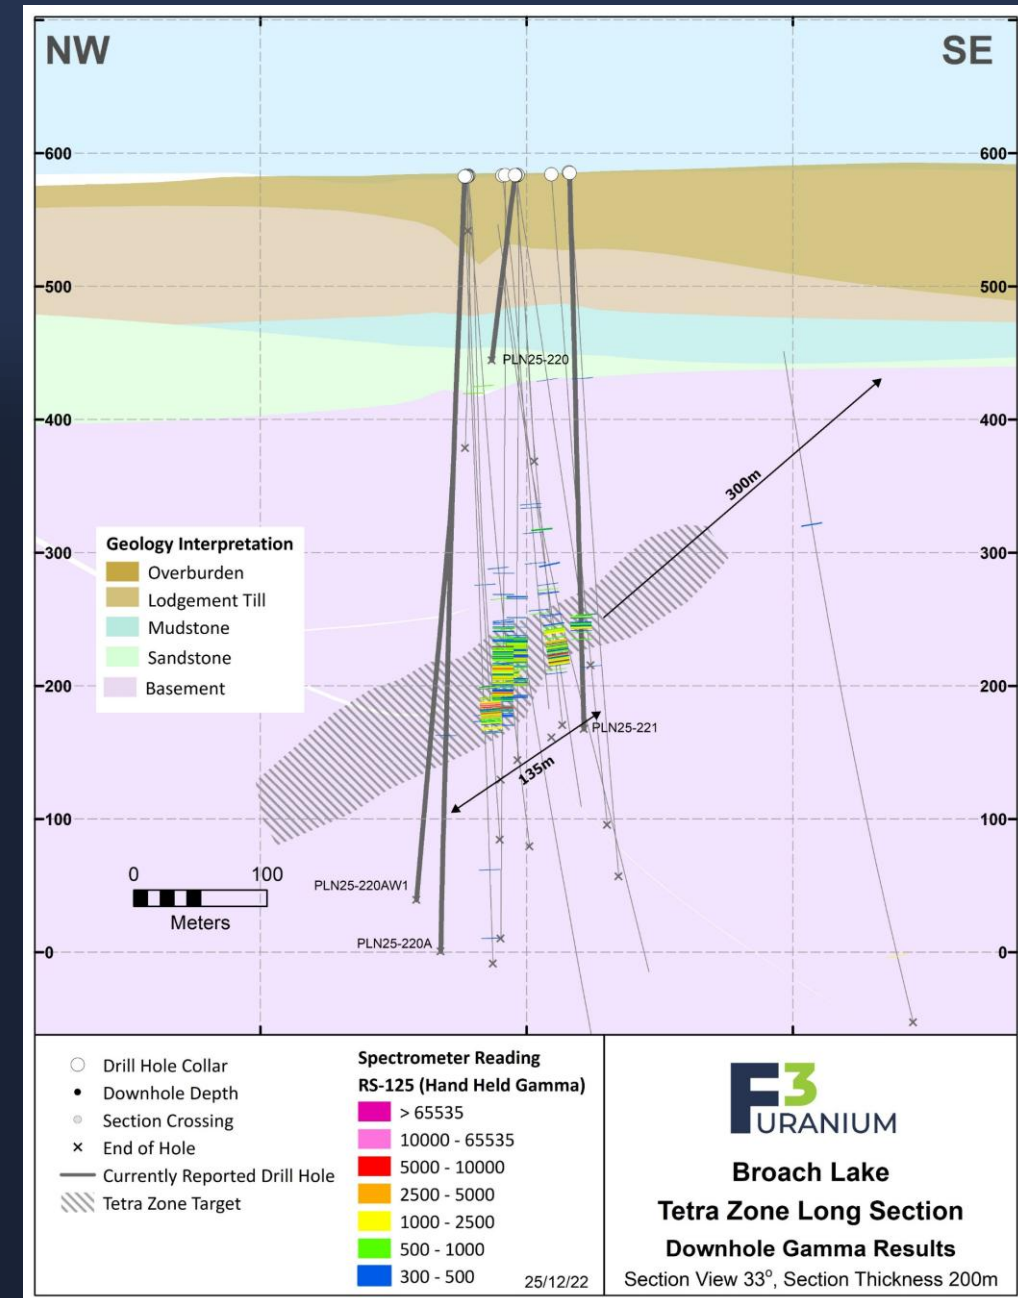 NW
SE
600
600
500
500
PLN25-220
400
400
300m
300
300
Geology Interpretation
Overburden
Lodgement Till
Mudstone
Sandstone
Basement
200
200
PLN25-221
135m
100
100
0 100
Meters
PLN25-220AW1
PLN25-220A
0
0
Drill Hole Collar
Downhole Depth
Section Crossing
End of Hole
Currently Reported Drill Hole
Tetra Zone Target
Spectrometer Reading
RS-125 (Hand Held Gamma)
> 65535
10000 - 65535
5000 - 10000
2500 - 5000
1000 - 2500
500 - 1000
300 - 500
25/12/22
F3
URANIUM
Broach Lake
Tetra Zone Long Section
Downhole Gamma Results
Section View 33°, Section Thickness 200m